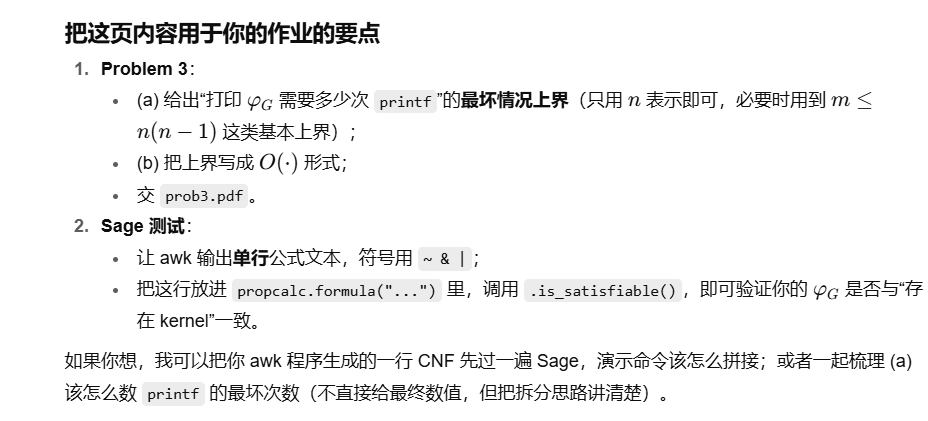 把这页内容用于你的作业的要点
1. Problem 3：
• (a) 给出“打印 φ_G 需要多少次 printf ”的最坏情况上界（只用 n 表示即可，必要时用到 m ≤
n(n − 1) 这类基本上界）；
• (b) 把上界写成 O(·) 形式；
• 交 prob3.pdf 。
2. Sage 测试：
• 让 awk 输出单行公式文本，符号用 ~ & | ；
• 把这行放进 propcalc.formula("...") 里，调用 .is_satisfiable() ，即可验证你的 φ_G 是否与“存
在 kernel”一致。
如果你想，我可以把你 awk 程序生成的一行 CNF 先过一遍 Sage，演示命令该怎么拼接；或者一起梳理 (a)
该怎么数 printf 的最坏次数（不直接给最终数值，但把拆分思路讲清楚）。